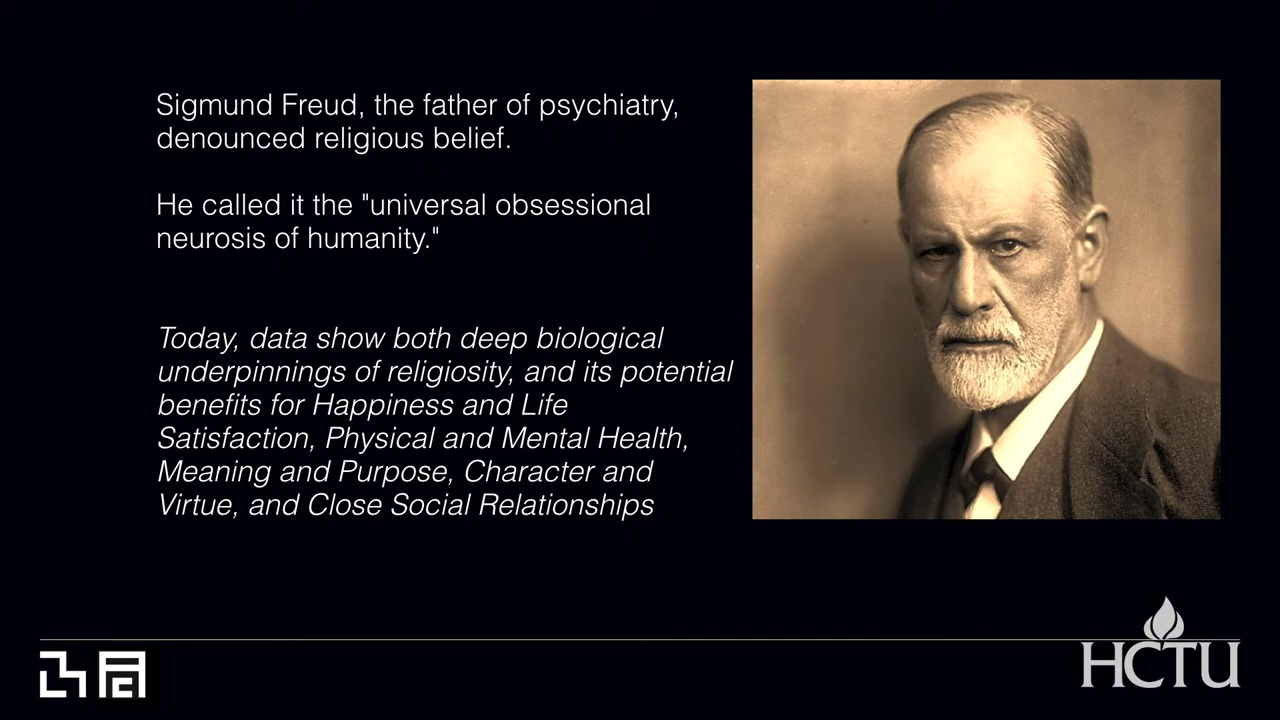 Sigmund Freud, the father of psychiatry,
denounced religious belief.
He called it the "universal obsessional
neurosis of humanity."
Today, data show both deep biological
underpinnings of religiosity, and its potential
benefits for Happiness and Life
Satisfaction, Physical and Mental Health,
Meaning and Purpose, Character and
Virtue, and Close Social Relationships
HCTU